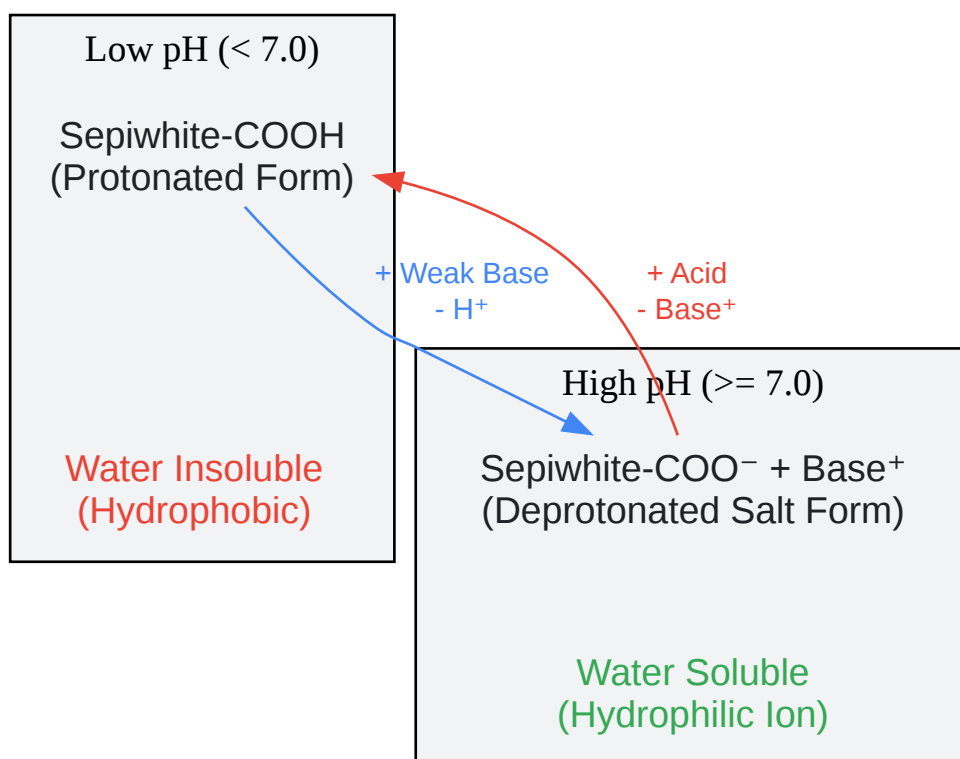 Low pH (< 7.0)
Sepiwhite-COOH
(Protonated Form)
+ Weak Base
- H⁺
+ Acid
- Base⁺
High pH (>= 7.0)
Water Insoluble
(Hydrophobic)
Sepiwhite-COO⁻ + Base⁺
(Deprotonated Salt Form)
Water Soluble
(Hydrophilic Ion)